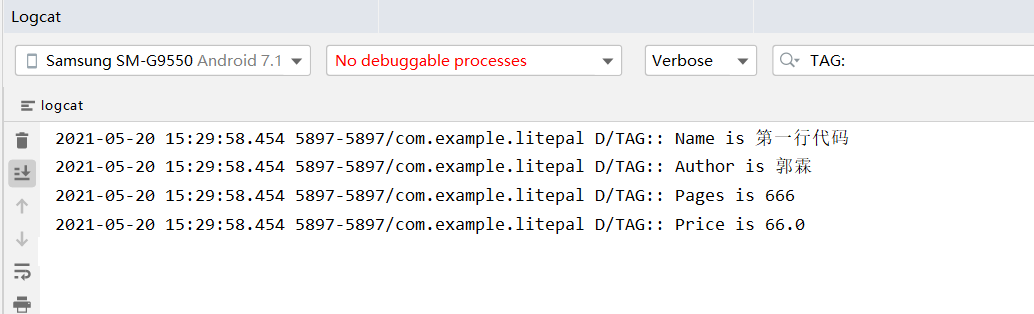 Logcat
Samsung SM-G9550 Android 7.1 No debuggable processes Verbose TAG:
logcat
2021-05-20 15:29:58.454 5897-5897/com.example.litepal D/TAG:: Name is 第一行代码
2021-05-20 15:29:58.454 5897-5897/com.example.litepal D/TAG:: Author is 郭霖
2021-05-20 15:29:58.454 5897-5897/com.example.litepal D/TAG:: Pages is 666
2021-05-20 15:29:58.454 5897-5897/com.example.litepal D/TAG:: Price is 66.0